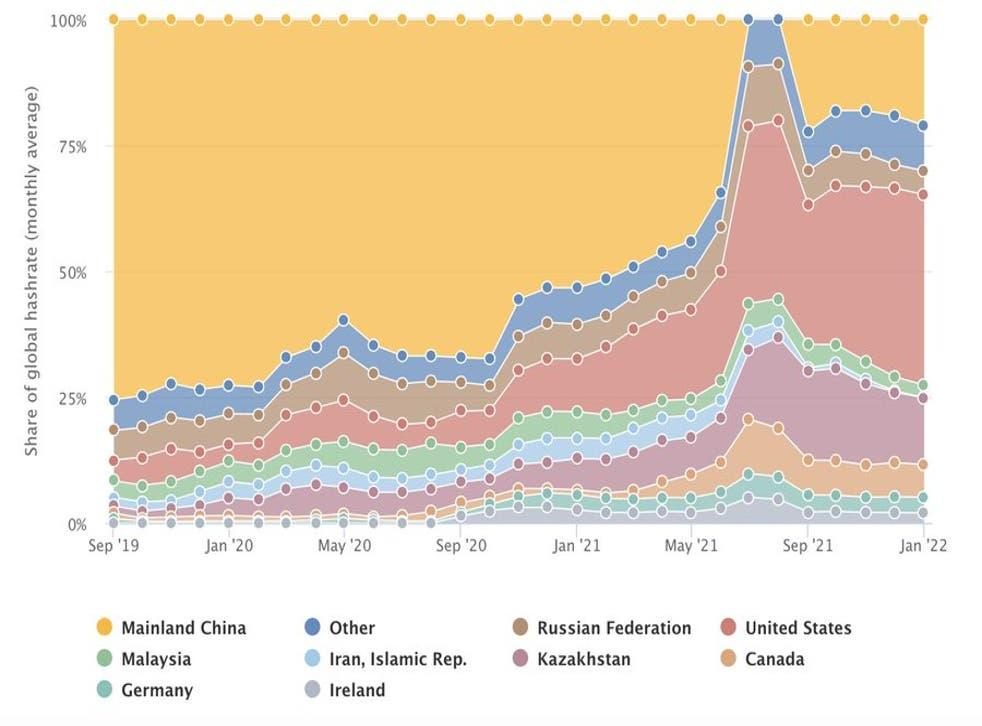 100%
75%
50%
25%
0%
Share of global hashrate (monthly average)
Sep '19 Jan '20 May '20 Sep '20 Jan '21 May '21 Sep '21 Jan '22
Mainland China Other Russian Federation United States
Malaysia Iran, Islamic Rep. Kazakhstan Canada
Germany Ireland